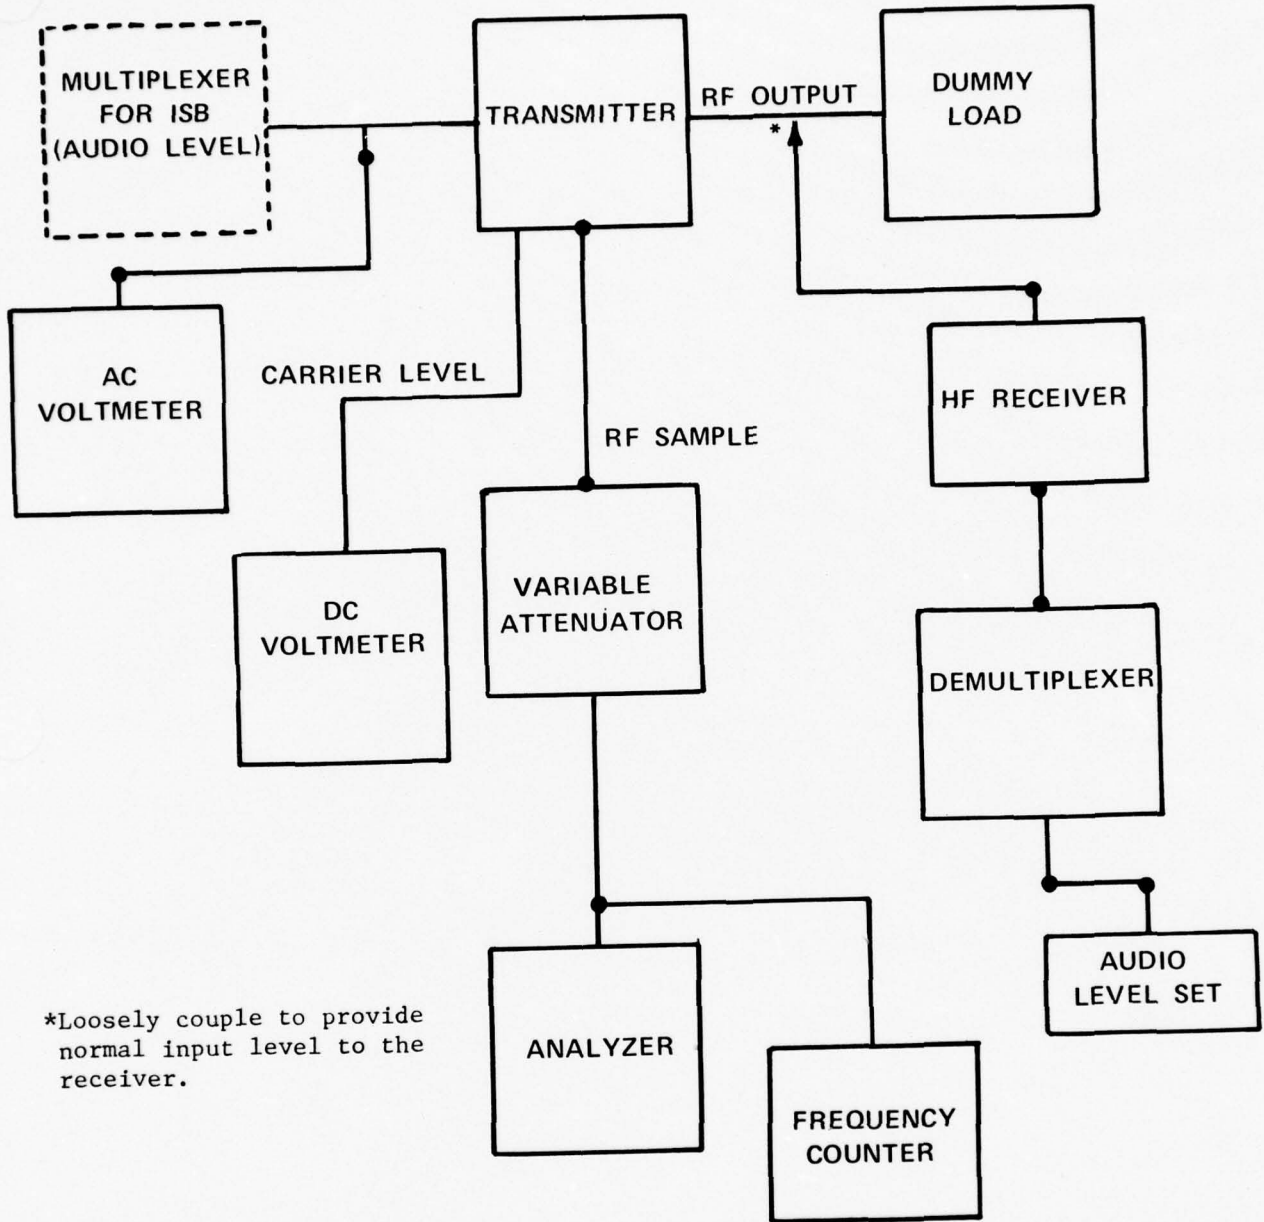 MULTIPLEXER
FOR ISB
(AUDIO LEVEL)
TRANSMITTER
RF OUTPUT
*
DUMMY
LOAD
AC
VOLTMETER
CARRIER LEVEL
RF SAMPLE
HF RECEIVER
DC
VOLTMETER
VARIABLE
ATTENUATOR
DEMULTIPLEXER
AUDIO
LEVEL SET
*Loosely couple to provide
normal input level to the
receiver.
ANALYZER
FREQUENCY
COUNTER